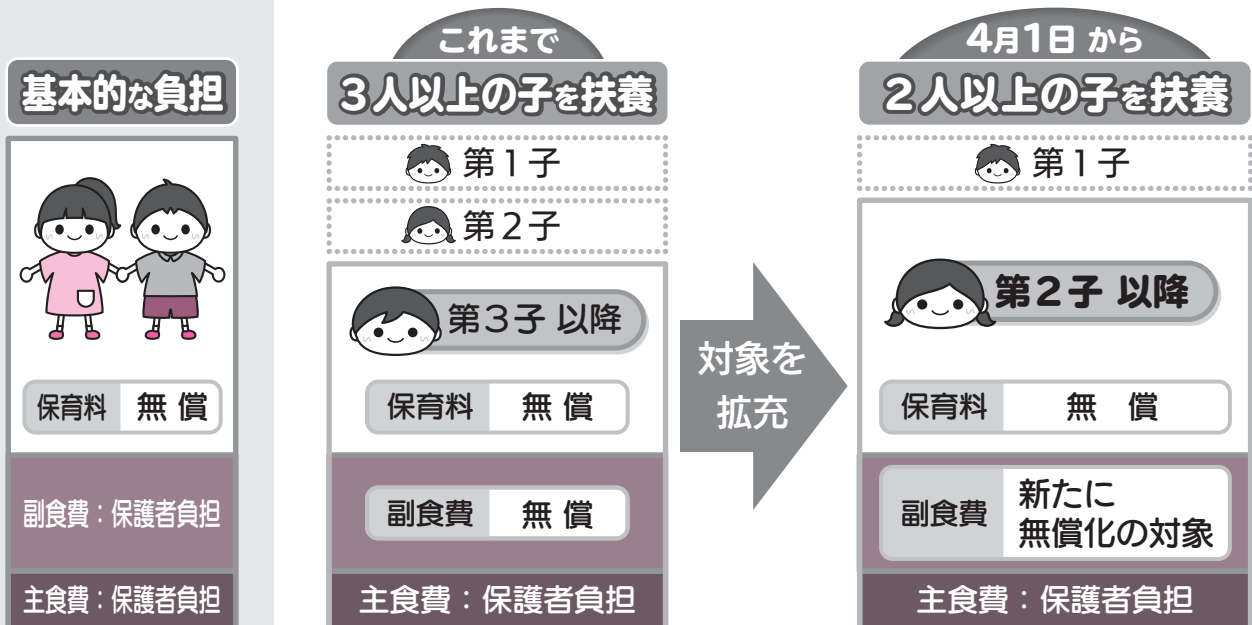 基本的な負担
保育料 無償
副食費：保護者負担
主食費：保護者負担
これまで
3人以上の子を扶養
第1子
第2子
第3子 以降
保育料 無償
副食費 無償
主食費：保護者負担
対象を
拡充
4月1日 から
2人以上の子を扶養
第1子
第2子 以降
保育料 無償
副食費 新たに
無償化の対象
主食費：保護者負担